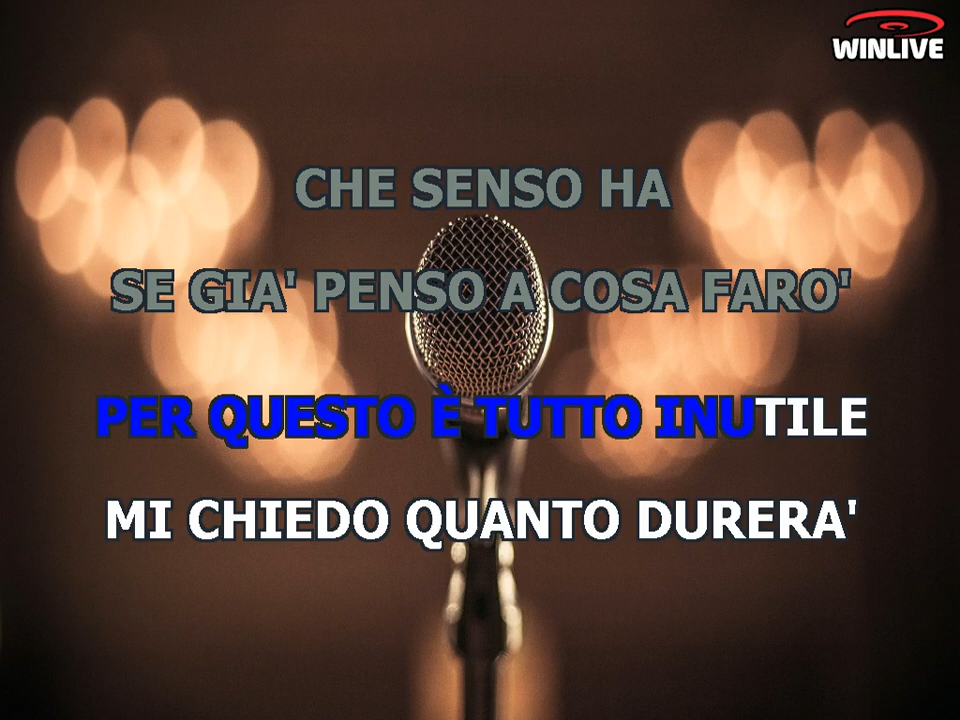 WINLIVE
CHE SENSO HA
SE GIA' PENSO A COSA FARO'
PER QUESTO È TUTTO INUTILE
MI CHIEDO QUANTO DURERA'